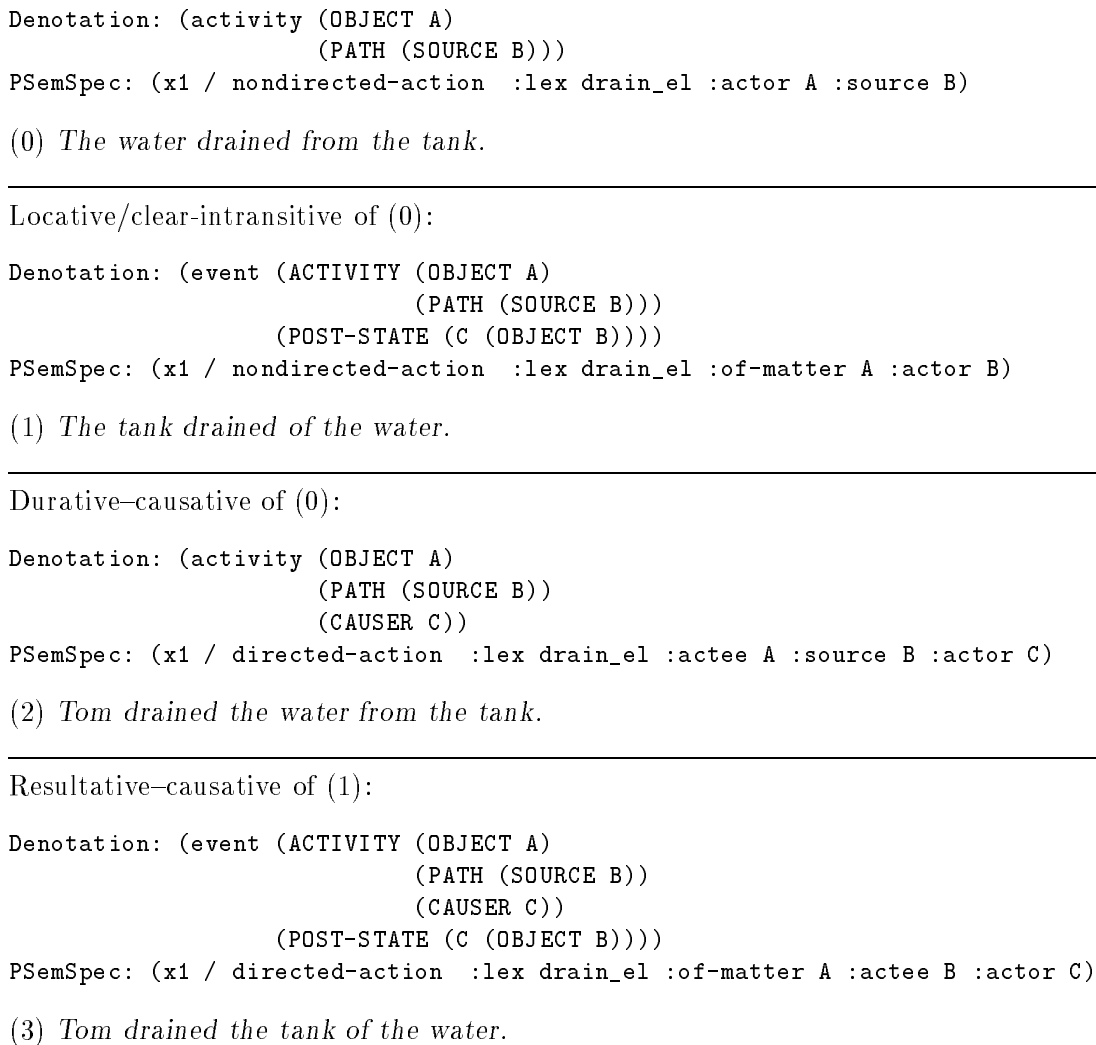 Denotation: (activity (OBJECT A)
(PATH (SOURCE B)))
PSemSpec: (x1 / nondirected-action :lex drain_el :actor A :source B)
(0) The water drained from the tank.
Locative/clear-intransitive of (0):
Denotation: (event (ACTIVITY (OBJECT A)
(PATH (SOURCE B)))
(POST-STATE (C (OBJECT B))))
PSemSpec: (x1 / nondirected-action :lex drain_el :of-matter A :actor B)
(1) The tank drained of the water.
Durative–causative of (0):
Denotation: (activity (OBJECT A)
(PATH (SOURCE B))
(CAUSER C))
PSemSpec: (x1 / directed-action :lex drain_el :actee A :source B :actor C)
(2) Tom drained the water from the tank.
Resultative–causative of (1):
Denotation: (event (ACTIVITY (OBJECT A)
(PATH (SOURCE B))
(CAUSER C))
(POST-STATE (C (OBJECT B))))
PSemSpec: (x1 / directed-action :lex drain_el :of-matter A :actee B :actor C)
(3) Tom drained the tank of the water.